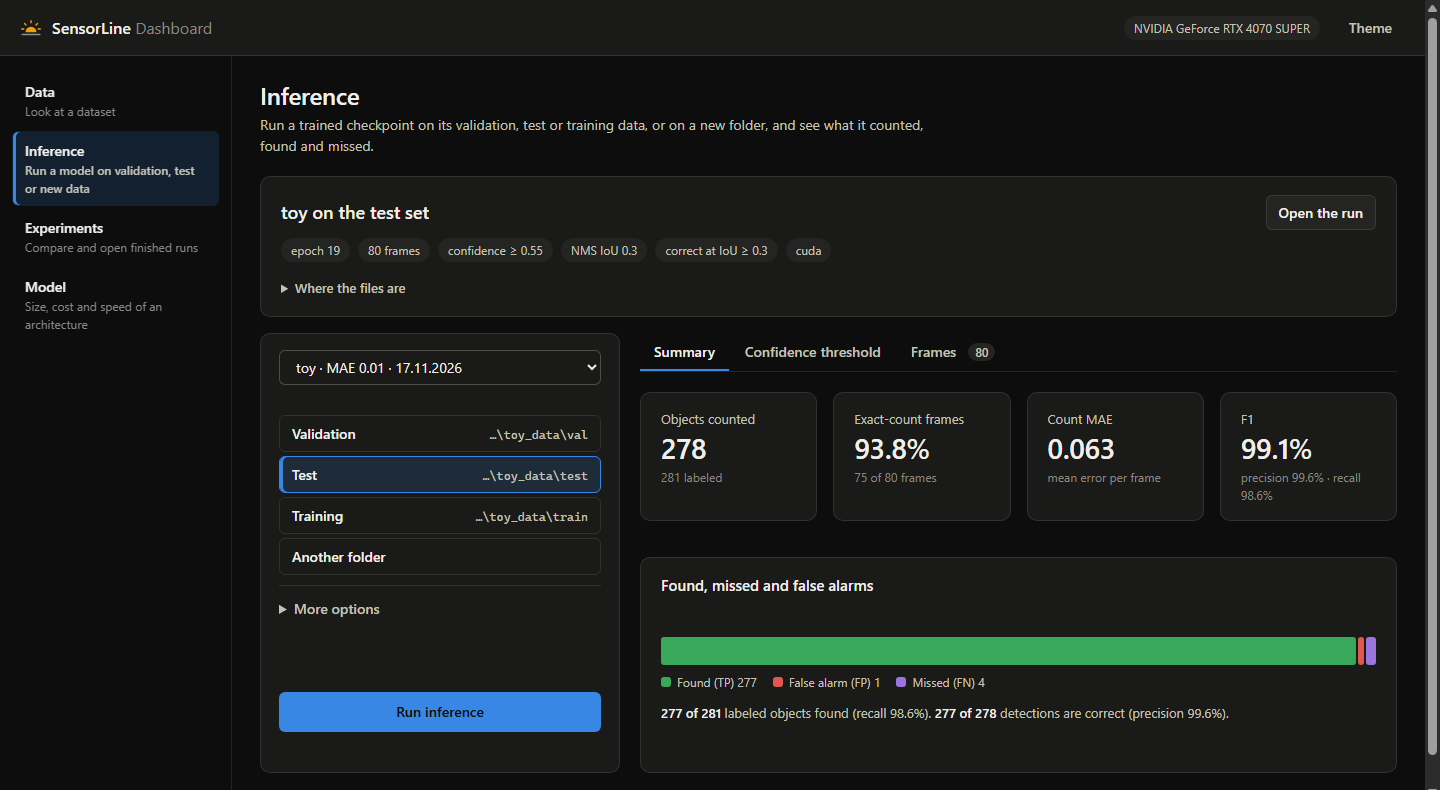 SensorLine Dashboard
NVIDIA GeForce RTX 4070 SUPER
Theme
Data
Look at a dataset
Inference
Run a model on validation, test
or new data
Experiments
Compare and open finished runs
Model
Size, cost and speed of an
architecture
Inference
Run a trained checkpoint on its validation, test or training data, or on a new folder, and see what it counted,
found and missed.
toy on the test set
Open the run
epoch 19
80 frames
confidence ≥ 0.55
NMS IoU 0.3
correct at IoU ≥ 0.3
cuda
Where the files are
toy · MAE 0.01 · 17.11.2026
Validation
…\toy_data\val
Test
…\toy_data\test
Training
…\toy_data\train
Another folder
More options
Run inference
Summary
Confidence threshold
Frames 80
Objects counted
278
281 labeled
Exact-count frames
93.8%
75 of 80 frames
Count MAE
0.063
mean error per frame
F1
99.1%
precision 99.6% · recall
98.6%
Found, missed and false alarms
Found (TP) 277
False alarm (FP) 1
Missed (FN) 4
277 of 281 labeled objects found (recall 98.6%). 277 of 278 detections are correct (precision 99.6%).